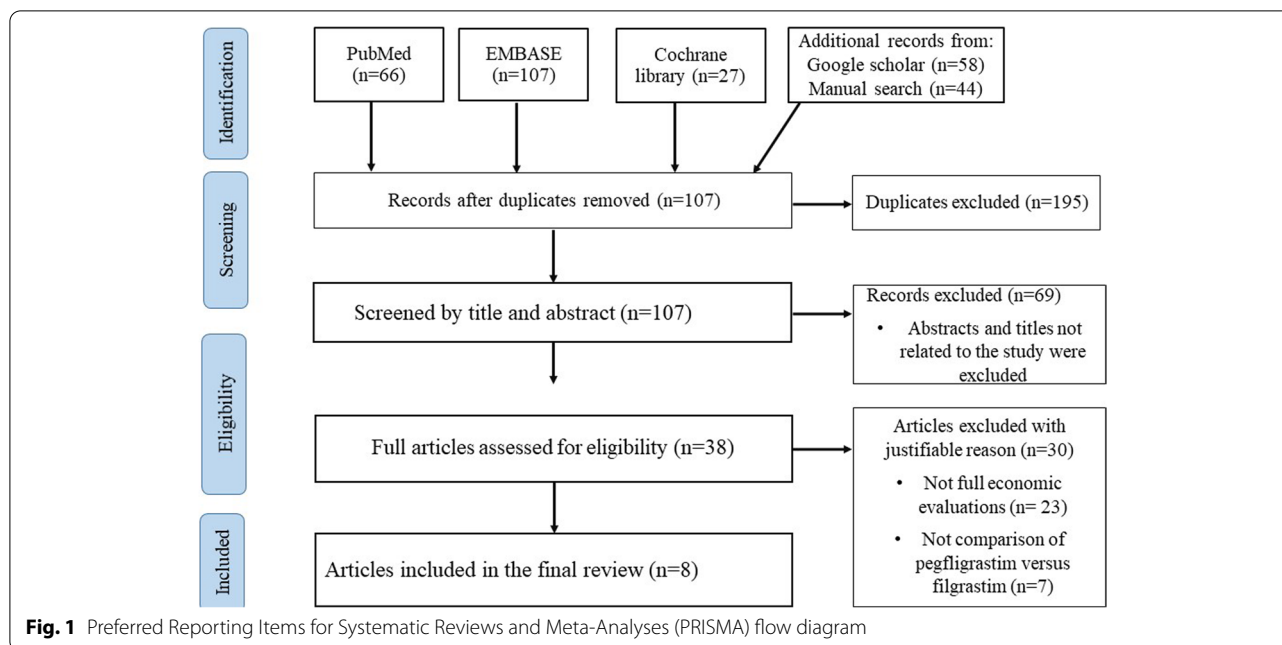 Identification
PubMed
(n=66)
EMBASE
(n=107)
Cochrane
library (n=27)
Additional records from:
Google scholar (n=58)
Manual search (n=44)
Screening
Records after duplicates removed (n=107)
Duplicates excluded (n=195)
Screened by title and abstract (n=107)
Records excluded (n=69)
• Abstracts and titles not
related to the study were
excluded
Eligibility
Full articles assessed for eligibility (n=38)
Articles excluded with
justifiable reason (n=30)
• Not full economic
evaluations (n= 23)
• Not comparison of
pegfligrastim versus
filgrastim
(n=7)
Included
Articles included in the final review (n=8)
Fig. 1 Preferred Reporting Items for Systematic Reviews and Meta-Analyses (PRISMA) flow diagram